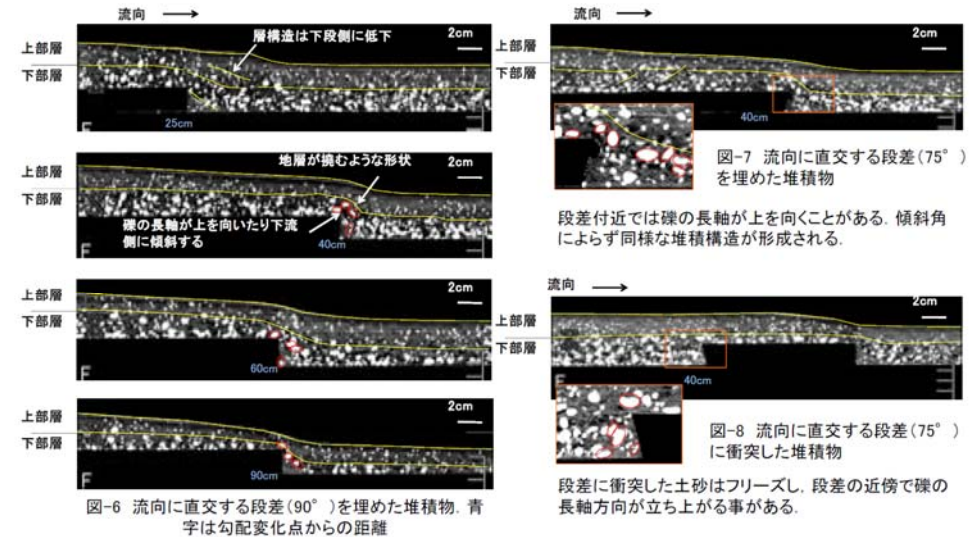 流向
2cm
上部層
下部層
層構造は下段側に低下
25cm
F
2cm
上部層
下部層
地層が撓むような形状
礫の長軸が上を向いたり下流
側に傾斜する
40cm
2cm
上部層
下部層
60cm
F
2cm
上部層
下部層
90cm
F
図-6 流向に直交する段差(90°)を埋めた堆積物. 青
字は勾配変化点からの距離
流向
2cm
上部層
下部層
40cm
図-7 流向に直交する段差(75°)
を埋めた堆積物
段差付近では礫の長軸が上を向くことがある. 傾斜角
によらず同様な堆積構造が形成される.
流向
2cm
上部層
下部層
40cm
F
図-8 流向に直交する段差(75°)
に衝突した堆積物
段差に衝突した土砂はフリーズし, 段差の近傍で礫の
長軸方向が立ち上がる事がある.